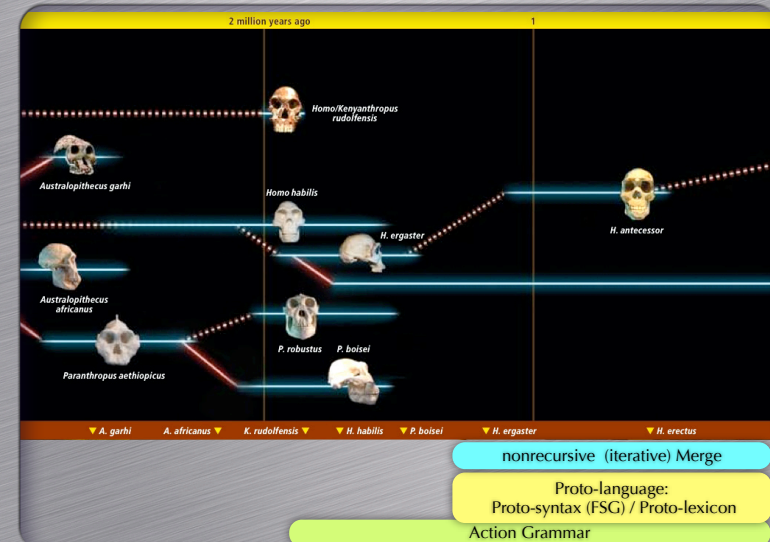 2 million years ago
1
Homo/Kenyanthropus
rudolfensis
Australopithecus garhi
Homo habilis
H. ergaster
H. antecessor
Australopithecus
africanus
P. robustus
P. boisei
Paranthropus aethiopicus
▼ A. garhi
A. africanus ▼
K. rudolfensis ▼
▼ H. habilis
▼ P. boisei
▼ H. ergaster
▼ H. erectus
nonrecursive (iterative) Merge
Proto-language:
Proto-syntax (FSG) / Proto-lexicon
Action Grammar